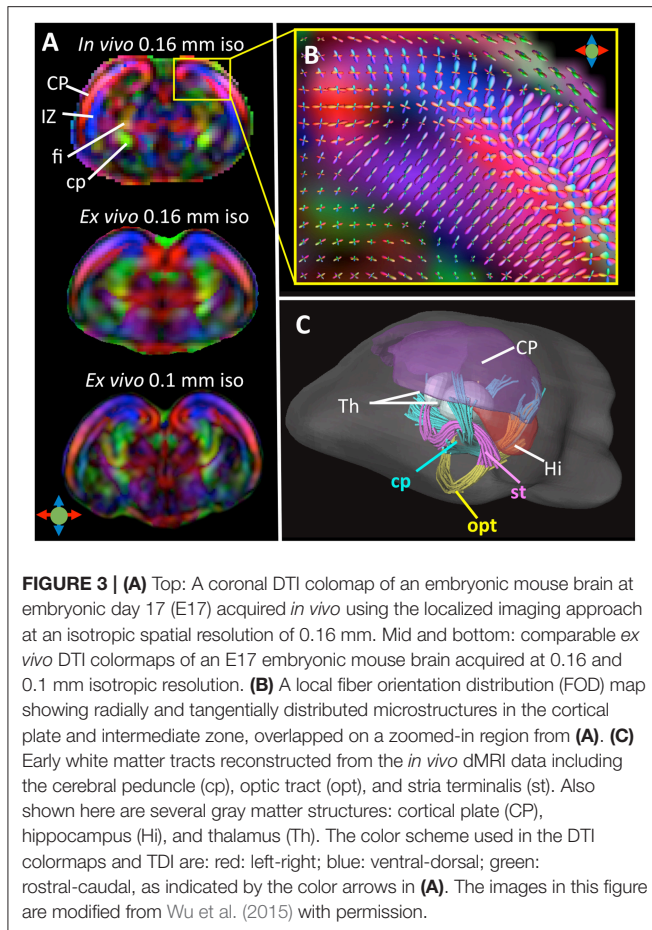 A
In vivo 0.16 mm iso
CP
IZ
fi
cp
Ex vivo 0.16 mm iso
Ex vivo 0.1 mm iso
B
C
CP
Th
cp
st
Hi
opt
FIGURE 3 | (A) Top: A coronal DTI colomap of an embryonic mouse brain at
embryonic day 17 (E17) acquired in vivo using the localized imaging approach
at an isotropic spatial resolution of 0.16 mm. Mid and bottom: comparable ex
vivo DTI colormaps of an E17 embryonic mouse brain acquired at 0.16 and
0.1 mm isotropic resolution. (B) A local fiber orientation distribution (FOD) map
showing radially and tangentially distributed microstructures in the cortical
plate and intermediate zone, overlapped on a zoomed-in region from (A). (C)
Early white matter tracts reconstructed from the in vivo dMRI data including
the cerebral peduncle (cp), optic tract (opt), and stria terminalis (st). Also
shown here are several gray matter structures: cortical plate (CP),
hippocampus (Hi), and thalamus (Th). The color scheme used in the DTI
colormaps and TDI are: red: left-right; blue: ventral-dorsal; green:
rostral-caudal, as indicated by the color arrows in (A). The images in this figure
are modified from Wu et al. (2015) with permission.